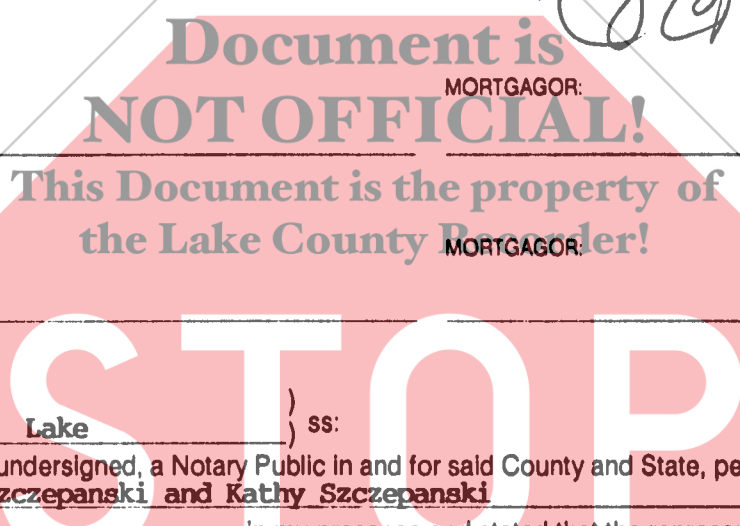 Document is
MORTGAGOR:
NOT OFFICIAL!
This Document is the property of
the Lake County Recorder!
MORTGAGOR:
STOP
)
Lake ) ss:
undersigned, a Notary Public in and for said County and State, pe
zczepanski and Kathy Szczepanski